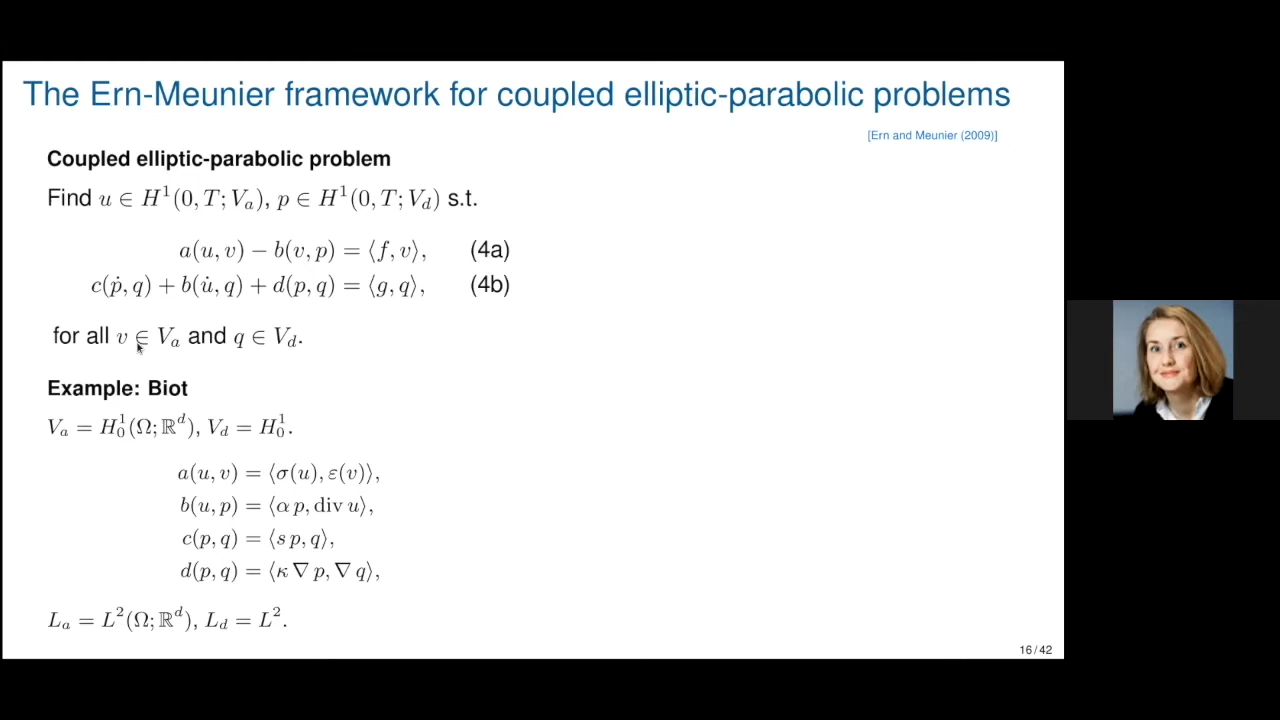 The Ern-Meunier framework for coupled elliptic-parabolic problems
[Ern and Meunier (2009)]
Coupled elliptic-parabolic problem
Find u ∈ H¹(0, T; Vₐ), p ∈ H¹(0, T; V_d) s.t.
a(u, v) − b(v, p) = ⟨f, v⟩, (4a)
c(ṗ, q) + b(u̇, q) + d(p, q) = ⟨g, q⟩, (4b)
for all v ∈ Vₐ and q ∈ V_d.
Example: Biot
Vₐ = H₀¹(Ω; ℝᵈ), V_d = H₀¹.
a(u, v) = ⟨σ(u), ε(v)⟩,
b(u, p) = ⟨α p, div u⟩,
c(p, q) = ⟨s p, q⟩,
d(p, q) = ⟨κ ∇ p, ∇ q⟩,
Lₐ = L²(Ω; ℝᵈ), L_d = L².
16 / 42